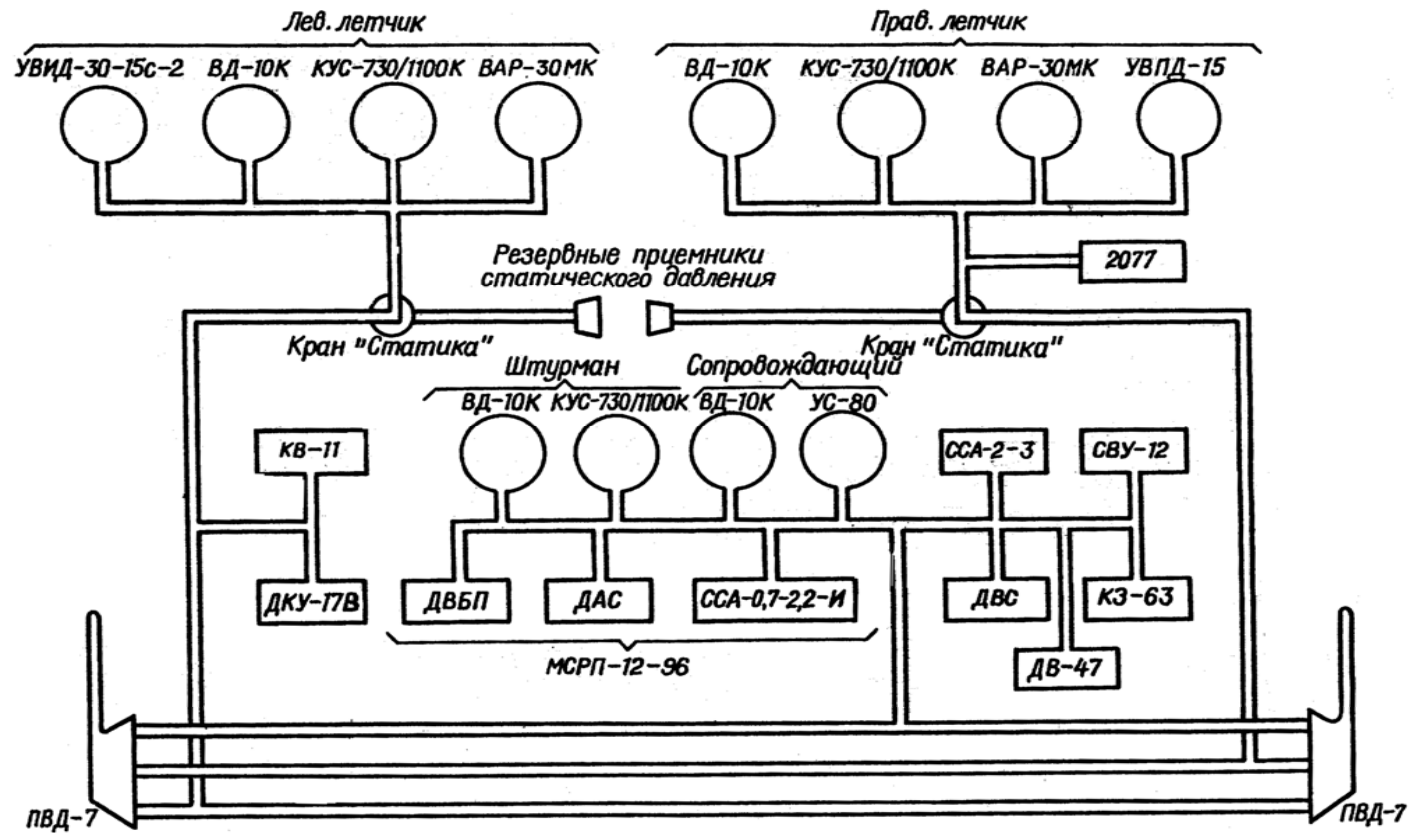 Лев. летчик
Прав. летчик
УВИД-30-15с-2 ВД-10К КУС-730/1100К ВАР-30МК
ВД-10К КУС-730/1100К ВАР-30МК УВПД-15
Резервные приемники
статического давления
2077
Кран "Статика"
Кран "Статика"
Штурман
Сопровождающий
ВД-10К КУС-730/1100К
ВД-10К УС-80
КВ-11
ССА-2-3
СВУ-12
ДКУ-17В
ДВБП
ДАС
ССА-0,7-2,2-И
ДВС
КЭ-63
МСРП-12-96
ДВ-47
ПВД-7
ПВД-7